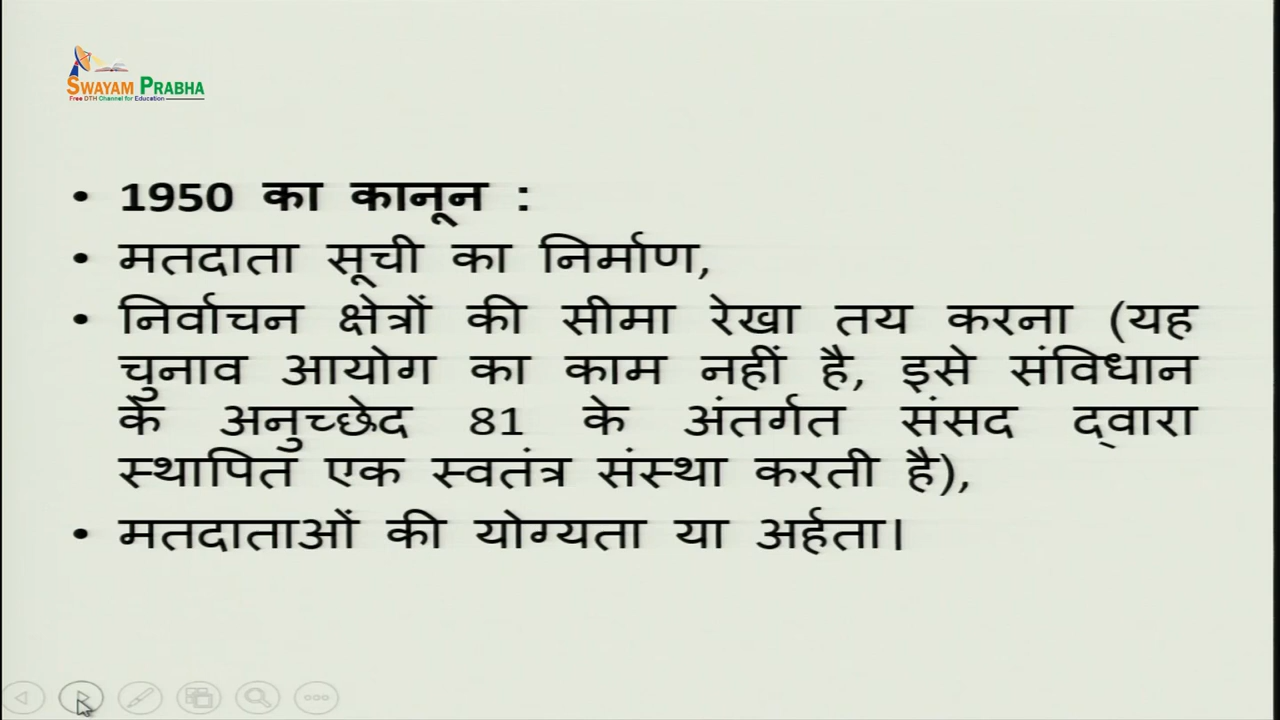 SWAYAM PRABHA
Free DTH Channel for Education
• 1950 का कानून :
• मतदाता सूची का निर्माण,
• निर्वाचन क्षेत्रों की सीमा रेखा तय करना (यह
चुनाव आयोग का काम नहीं है, इसे संविधान
के अनुच्छेद 81 के अंतर्गत संसद द्वारा
स्थापित एक स्वतंत्र संस्था करती है),
• मतदाताओं की योग्यता या अर्हता।